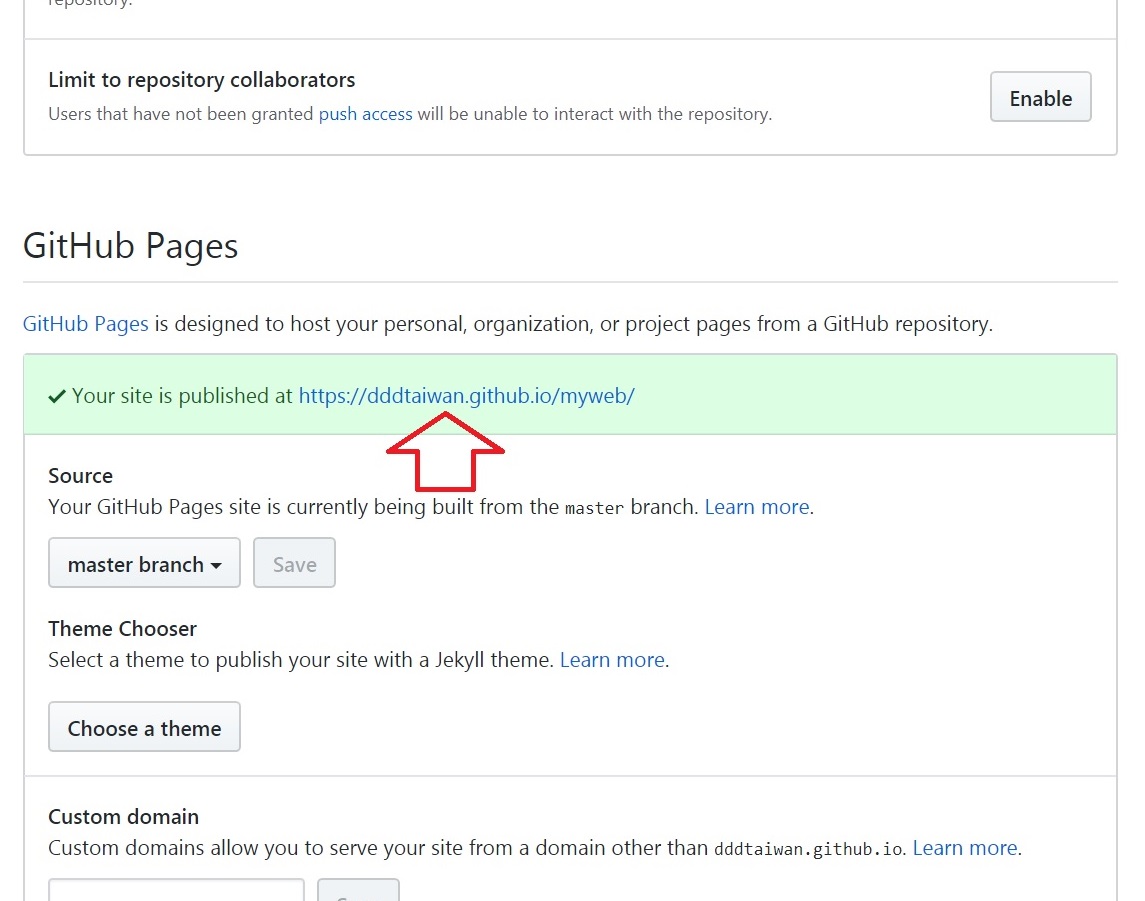 repository.
Limit to repository collaborators
Users that have not been granted push access will be unable to interact with the repository.
Enable
GitHub Pages
GitHub Pages is designed to host your personal, organization, or project pages from a GitHub repository.
Your site is published at https://dddtaiwan.github.io/myweb/
Source
Your GitHub Pages site is currently being built from the master branch. Learn more.
master branch
Save
Theme Chooser
Select a theme to publish your site with a Jekyll theme. Learn more.
Choose a theme
Custom domain
Custom domains allow you to serve your site from a domain other than dddtaiwan.github.io. Learn more.